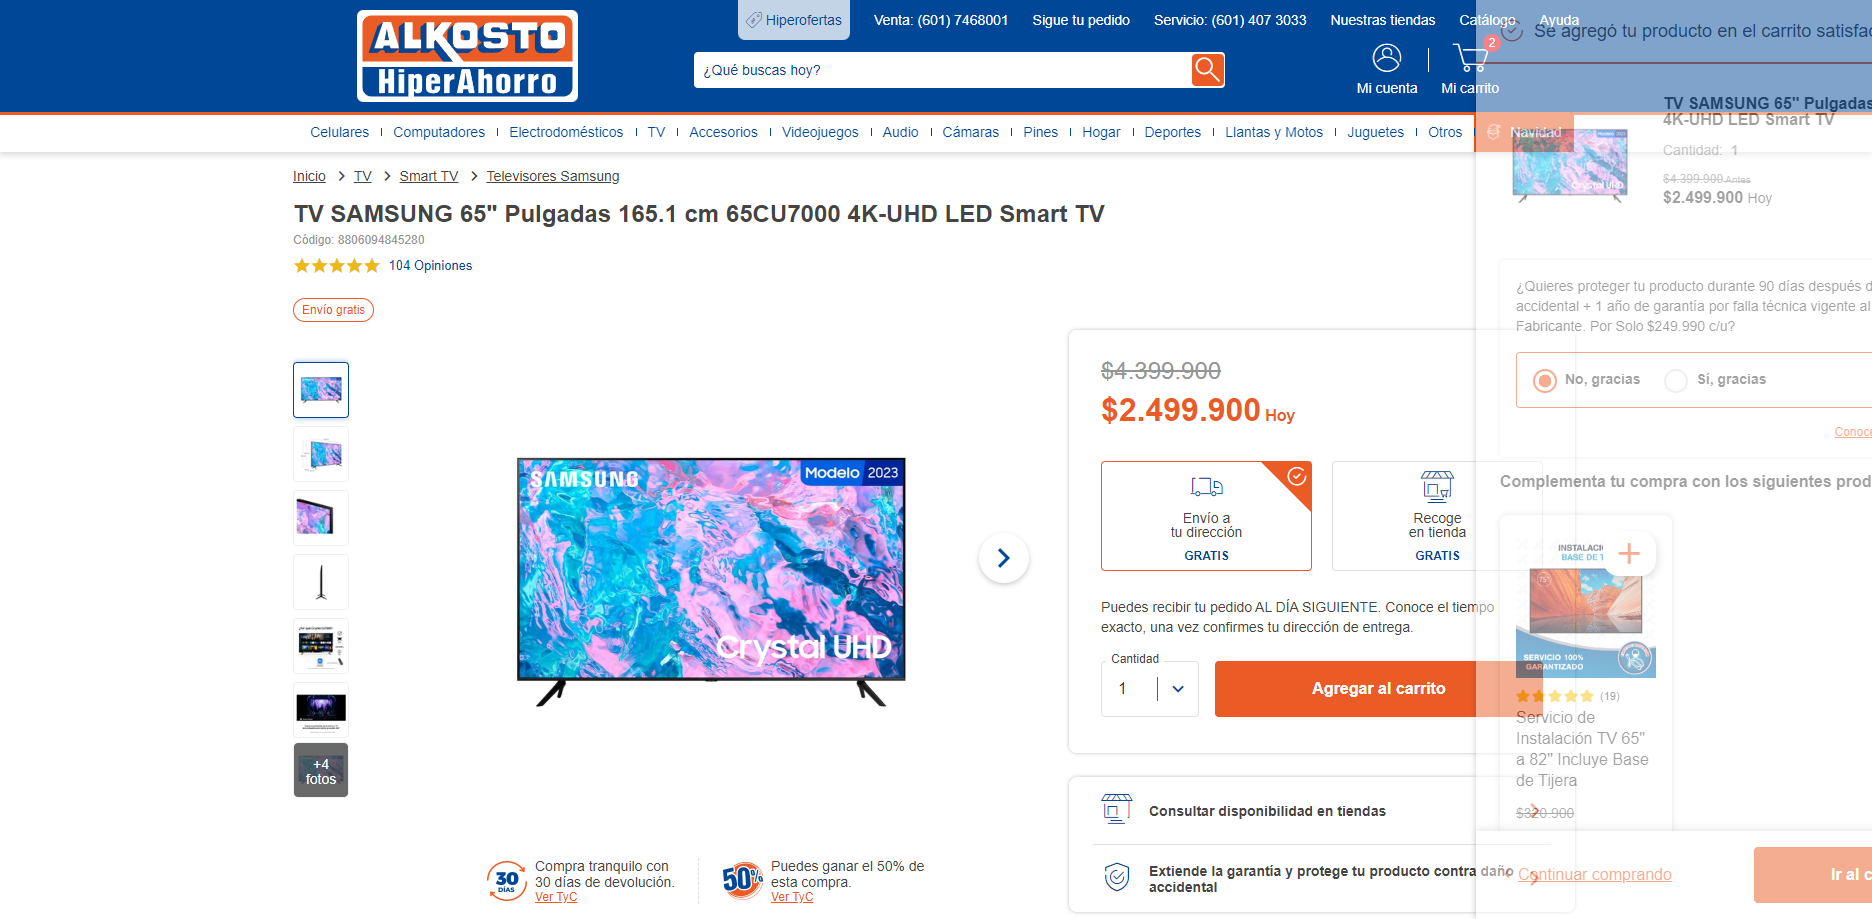 Hiperofertas
Venta: (601) 7468001
Sigue tu pedido
Servicio: (601) 407 3033
Nuestras tiendas
Catálogo
Ayuda
ALKOSTO
HiperAhorro
¿Qué buscas hoy?
Mi cuenta
2
Mi carrito
Celulares
Computadores
Electrodomésticos
TV
Accesorios
Videojuegos
Audio
Cámaras
Pines
Hogar
Deportes
Llantas y Motos
Juguetes
Otros
Navidad
Inicio
TV
Smart TV
Televisores Samsung
TV SAMSUNG 65" Pulgadas 165.1 cm 65CU7000 4K-UHD LED Smart TV
Código: 8806094845280
104 Opiniones
Envío gratis
+4
fotos
SAMSUNG
Modelo 2023
Crystal UHD
30
DÍAS
Compra tranquilo con
30 días de devolución.
Ver TyC
50%
Puedes ganar el 50% de
esta compra.
Ver TyC
$4.399.900
$2.499.900 Hoy
Envío a
tu dirección
GRATIS
Recoge
en tienda
GRATIS
Puedes recibir tu pedido AL DÍA SIGUIENTE. Conoce el tiempo
exacto, una vez confirmes tu dirección de entrega.
Cantidad
1
Agregar al carrito
Consultar disponibilidad en tiendas
Extiende la garantía y protege tu producto contra daño
accidental
Se agregó tu producto en el carrito
TV SAMSUNG 65" Pulgadas
4K-UHD LED Smart TV
Cantidad: 1
$4.399.900 Antes
$2.499.900 Hoy
Modelo 2023
Crystal UHD
¿Quieres proteger tu producto durante 90 días después
accidental + 1 año de garantía por falla técnica vigente al
Fabricante. Por Solo $249.990 c/u?
No, gracias
Sí, gracias
Complementa tu compra con los siguientes
BASE DE
75"
SERVICIO 100%
GARANTIZADO
(19)
Servicio de
Instalación TV 65"
a 82" Incluye Base
de Tijera
$320.900
Continuar comprando
Ir al